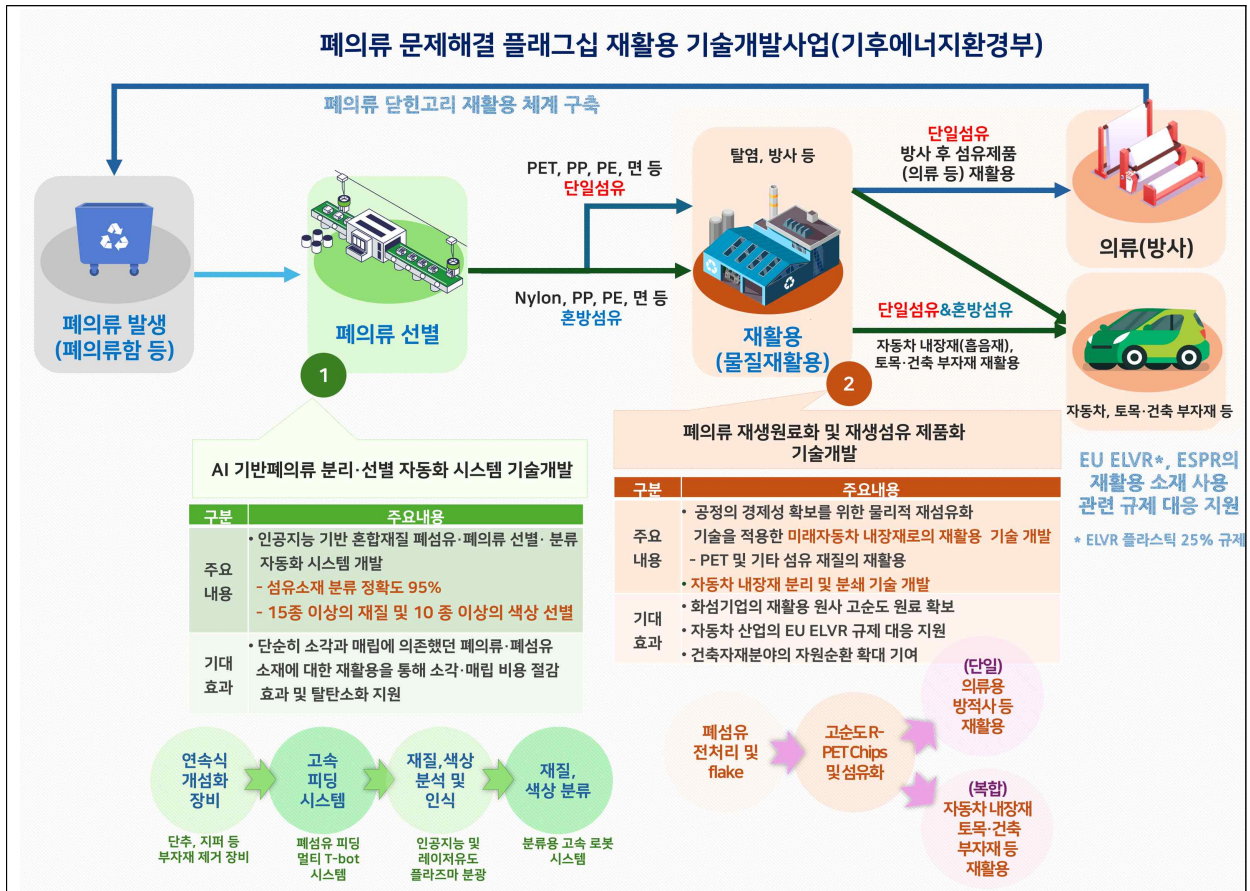 폐의류 문제해결 플래그십 재활용 기술개발사업(기후에너지환경부)
폐의류 닫힌고리 재활용 체계 구축
폐의류 발생
(폐의류함 등)
폐의류 선별
PET, PP, PE, 면 등
단일섬유
Nylon, PP, PE, 면 등
혼방섬유
탈염, 방사 등
재활용
(물질재활용)
단일섬유
방사 후 섬유제품
(의류 등) 재활용
단일섬유&혼방섬유
자동차 내장재(흡음재),
토목·건축 부자재 재활용
의류(방사)
자동차, 토목·건축 부자재 등
EU ELVR*, ESPR의
재활용 소재 사용
관련 규제 대응 지원
* ELVR 플라스틱 25% 규제
1
AI 기반폐의류 분리·선별 자동화 시스템 기술개발
구분 주요내용
주요
내용
• 인공지능 기반 혼합재질 폐섬유·폐의류 선별· 분류
자동화 시스템 개발
- 섬유소재 분류 정확도 95%
- 15종 이상의 재질 및 10 종 이상의 색상 선별
기대
효과
• 단순히 소각과 매립에 의존했던 폐의류·폐섬유
소재에 대한 재활용을 통해 소각·매립 비용 절감
효과 및 탈탄소화 지원
연속식
개섬화
장비
단추, 지퍼 등
부자재 제거 장비
고속
피딩
시스템
폐섬유 피딩
멀티 T-bot
시스템
재질,색상
분석 및
인식
인공지능 및
레이저유도
플라즈마 분광
재질,
색상 분류
분류용 고속 로봇
시스템
2
폐의류 재생원료화 및 재생섬유 제품화
기술개발
구분 주요내용
주요
내용
• 공정의 경제성 확보를 위한 물리적 재섬유화
기술을 적용한 미래자동차 내장재로의 재활용 기술 개발
- PET 및 기타 섬유 재질의 재활용
• 자동차 내장재 분리 및 분쇄 기술 개발
기대
효과
• 화섬기업의 재활용 원사 고순도 원료 확보
• 자동차 산업의 EU ELVR 규제 대응 지원
• 건축자재분야의 자원순환 확대 기여
폐섬유
전처리 및
flake
고순도 R-
PET Chips
및 섬유화
(단일)
의류용
방적사 등
재활용
(복합)
자동차 내장재
토목·건축
부자재 등
재활용